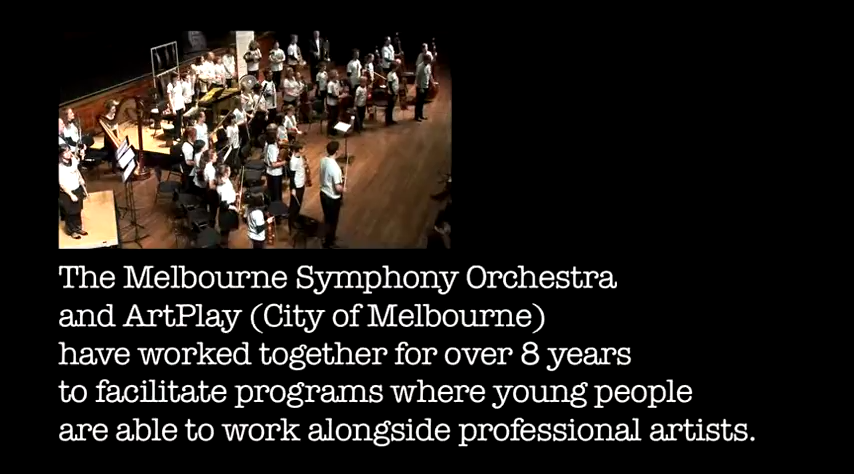 The Melbourne Symphony Orchestra
and ArtPlay (City of Melbourne)
have worked together for over 8 years
to facilitate programs where young people
are able to work alongside professional artists.